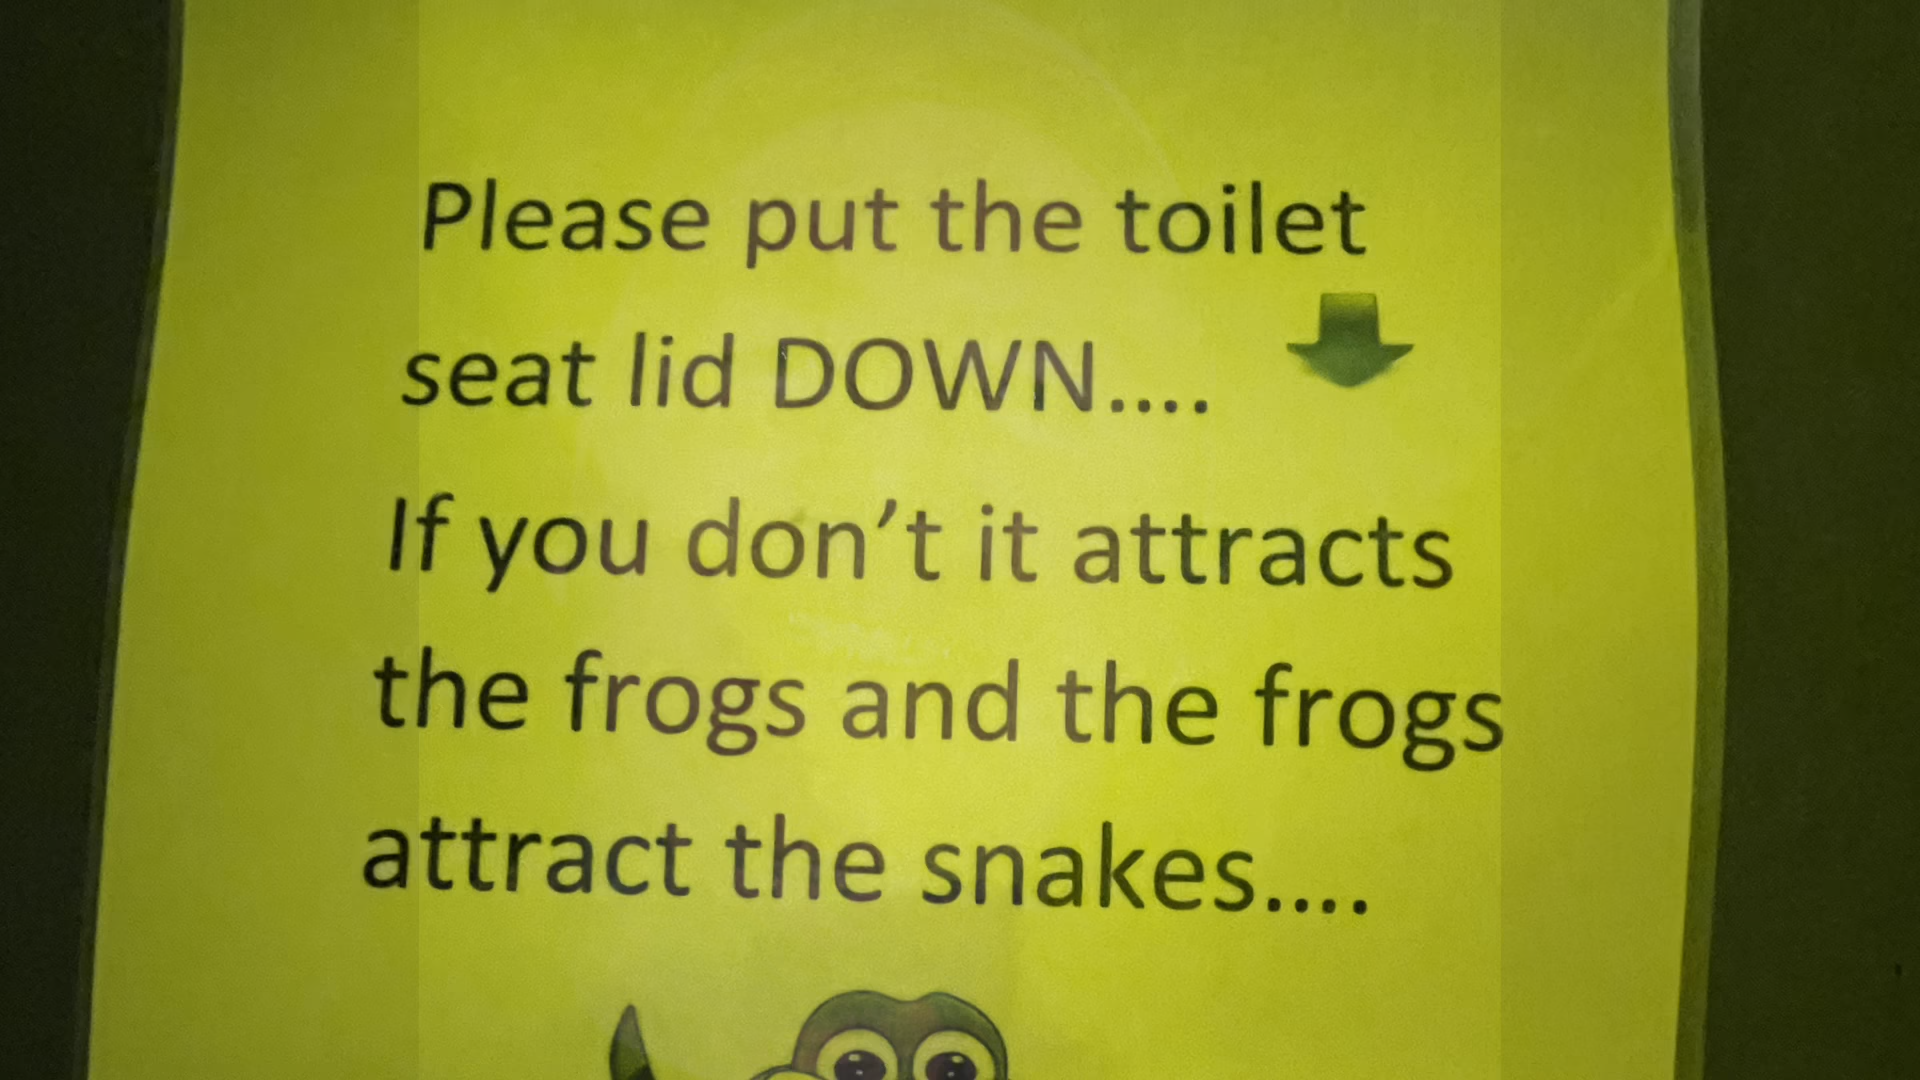 Please put the toilet
seat lid DOWN....
If you don’t it attracts
the frogs and the frogs
attract the snakes....